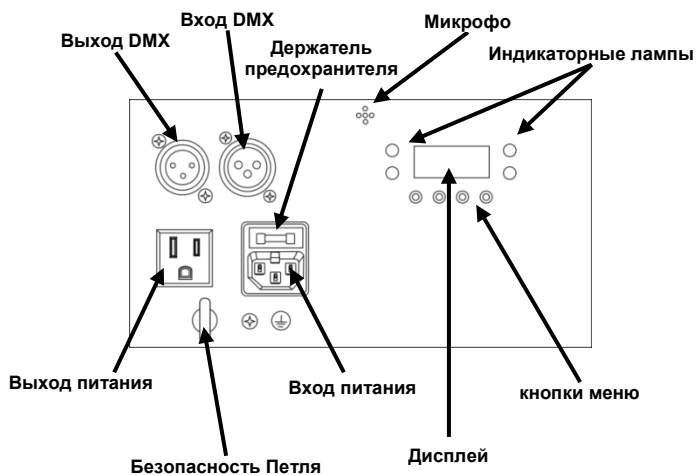 Вход DMX
Микрофо
Выход DMX
Держатель
предохранителя
Индикаторные лампы
Выход питания
Вход питания
кнопки меню
Безопасность Петля
Дисплей